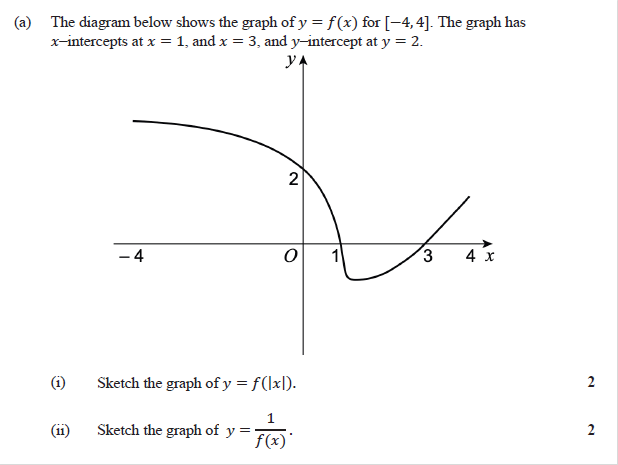 (a) The diagram below shows the graph of y = f(x) for [−4, 4]. The graph has
x−intercepts at x = 1, and x = 3, and y−intercept at y = 2.
y
2
− 4 O 1 3 4 x
(i) Sketch the graph of y = f(|x|). 2
(ii) Sketch the graph of y = 1/f(x). 2